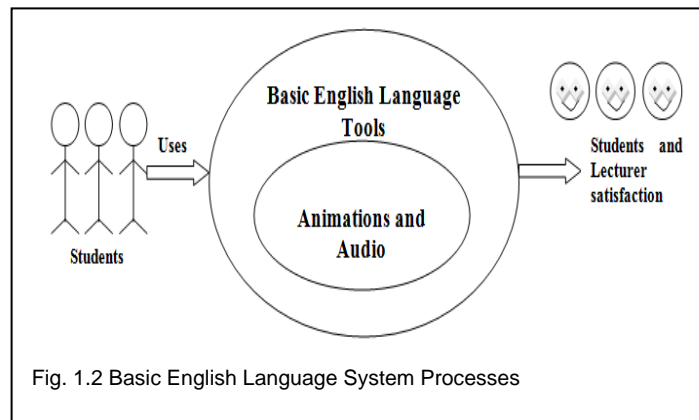 Basic English Language
Tools
Uses
Animations and
Audio
Students
Students and
Lecturer
satisfaction
Fig. 1.2 Basic English Language System Processes